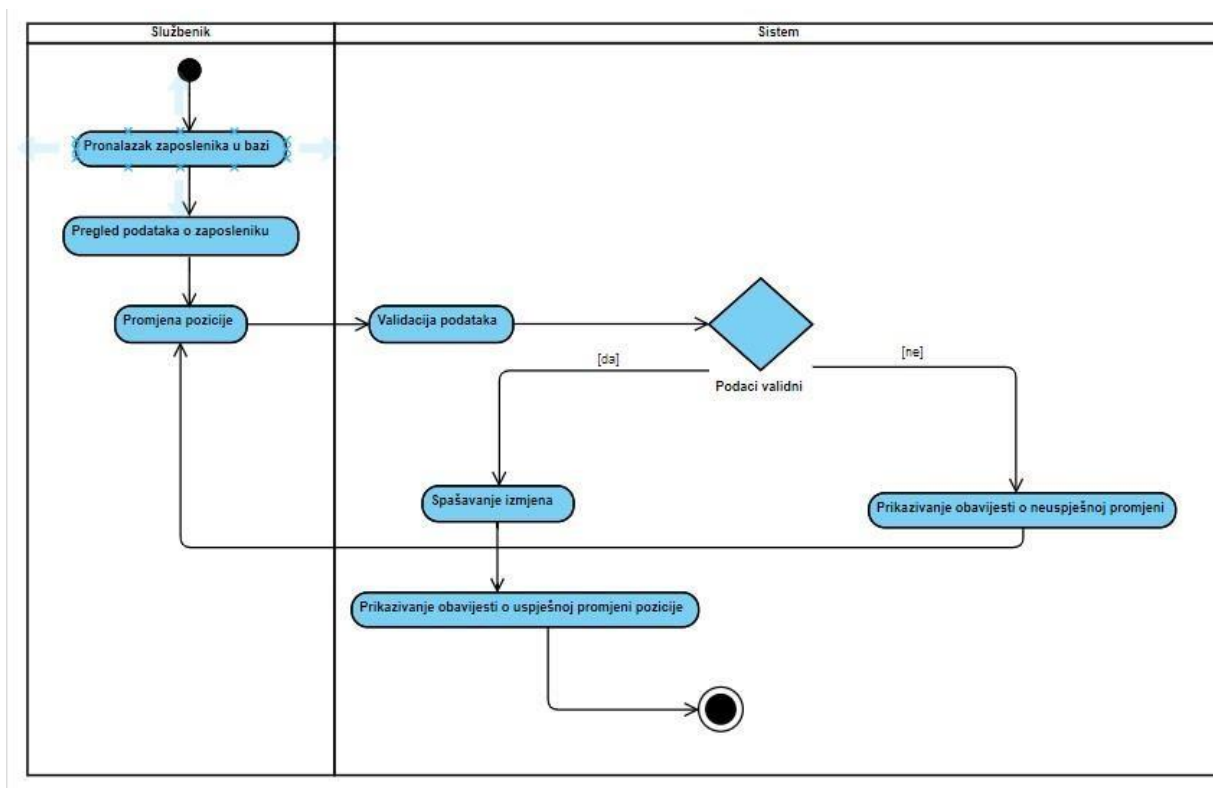 Službenik
Sistem
Pronalazak zaposlenika u bazi
Pregled podataka o zaposleniku
Promjena pozicije
Validacija podataka
[da]
[ne]
Podaci validni
Spašavanje izmjena
Prikazivanje obavijesti o neuspješnoj promjeni
Prikazivanje obavijesti o uspješnoj promjeni pozicije